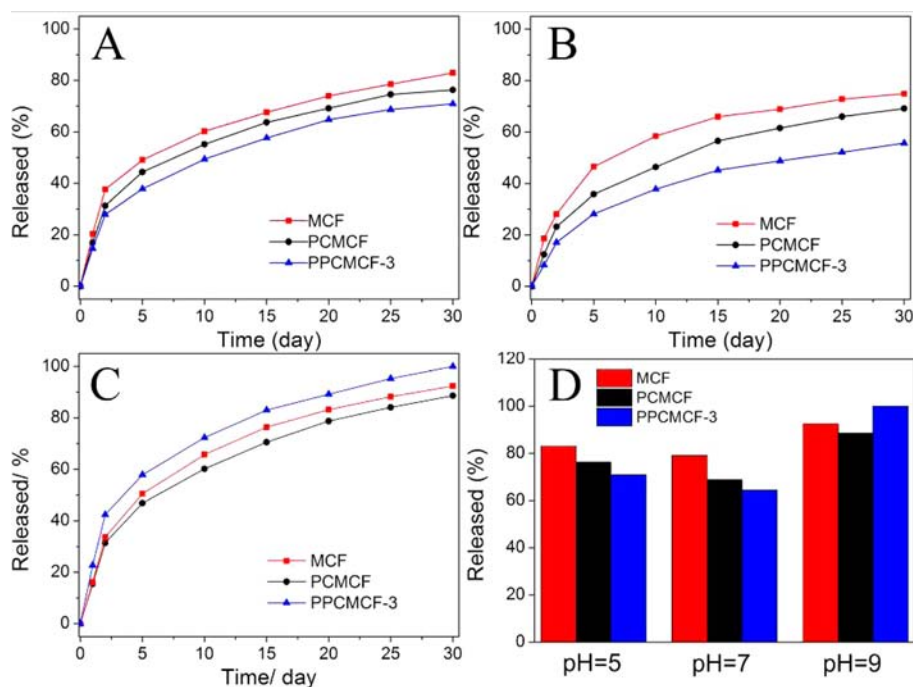 A
Released (%)
100
80
60
40
20
0
MCF
PCMCF
PPCMCF-3
0 5 10 15 20 25 30
Time (day)
B
Released (%)
100
80
60
40
20
0
MCF
PCMCF
PPCMCF-3
0 5 10 15 20 25 30
Time (day)
C
Released/ %
100
80
60
40
20
0
MCF
PCMCF
PPCMCF-3
0 5 10 15 20 25 30
Time/ day
D
Released (%)
120
100
80
60
40
20
0
MCF
PCMCF
PPCMCF-3
pH=5 pH=7 pH=9